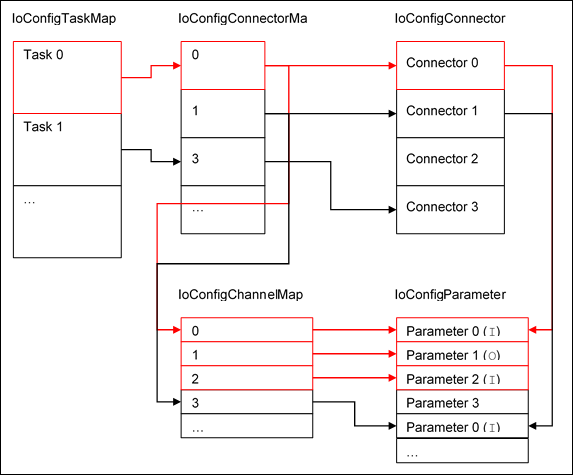 IoConfigTaskMap
IoConfigConnectorMa
IoConfigConnector
Task 0
0
Connector 0
1
Connector 1
Task 1
3
Connector 2
...
...
Connector 3
IoConfigChannelMap
IoConfigParameter
0
Parameter 0 (I)
1
Parameter 1 (O)
2
Parameter 2 (I)
3
Parameter 3
...
Parameter 0 (I)
...